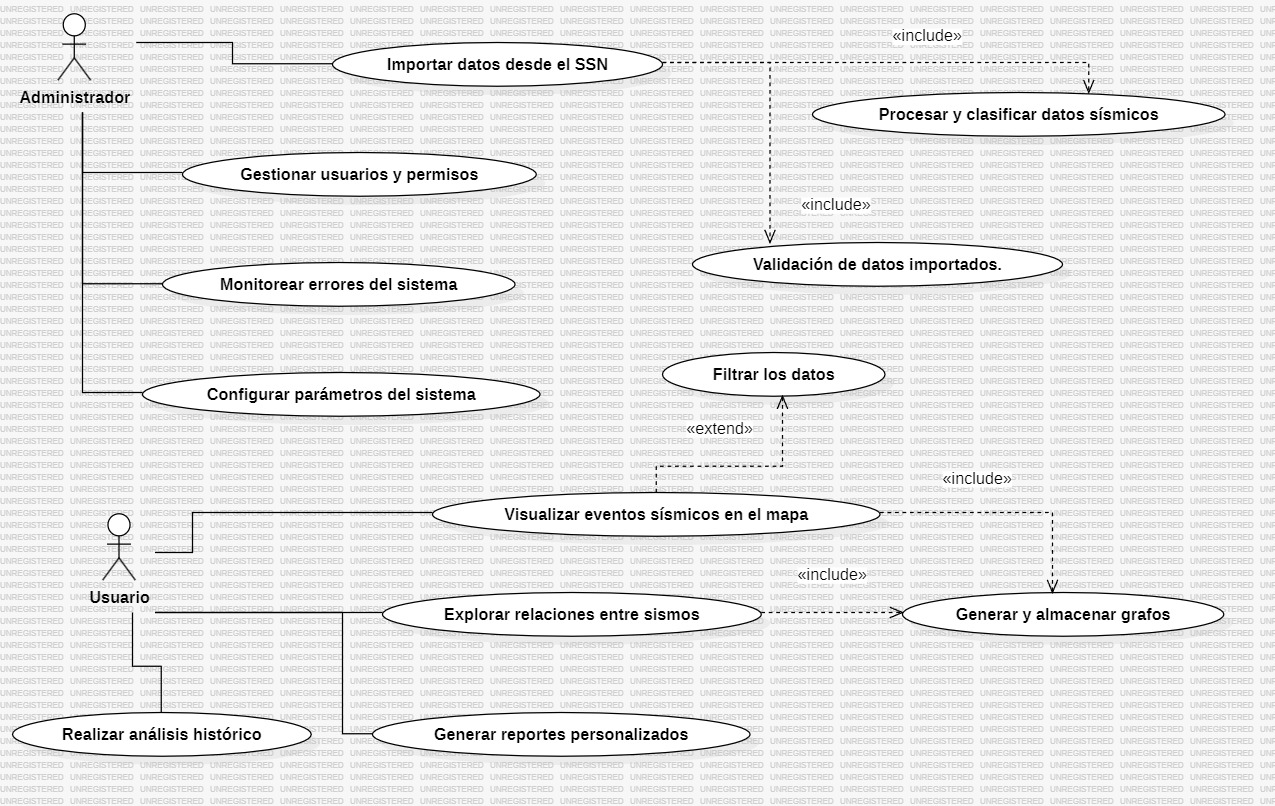 «include»
Importar datos desde el SSN
Administrador
Procesar y clasificar datos sísmicos
Gestionar usuarios y permisos
«include»
Validación de datos importados.
Monitorear errores del sistema
Filtrar los datos
Configurar parámetros del sistema
«extend»
«include»
Visualizar eventos sísmicos en el mapa
«include»
Usuario
Explorar relaciones entre sismos
Generar y almacenar grafos
Realizar análisis histórico
Generar reportes personalizados
UNREGISTERED